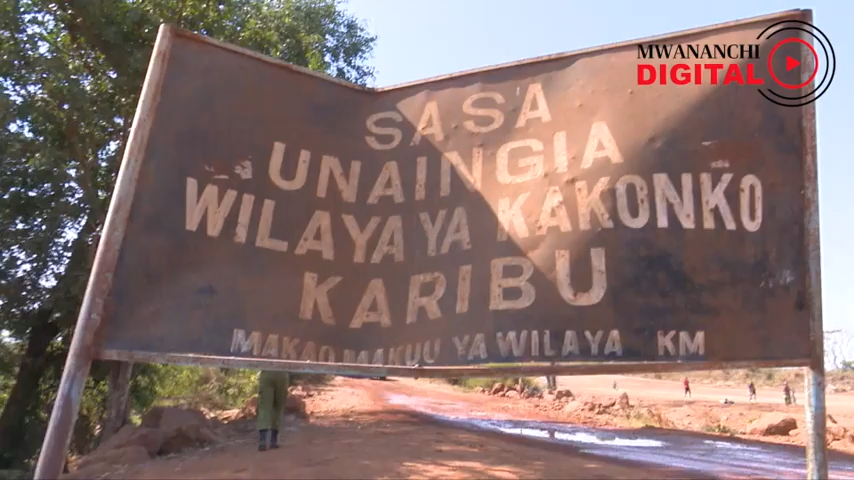 MWANANCHI
DIGITAL
SASA
UNAINGIA
WILAYA YA KAKONKO
KARIBU
MAKAO MAKUU YA WILAYA KM